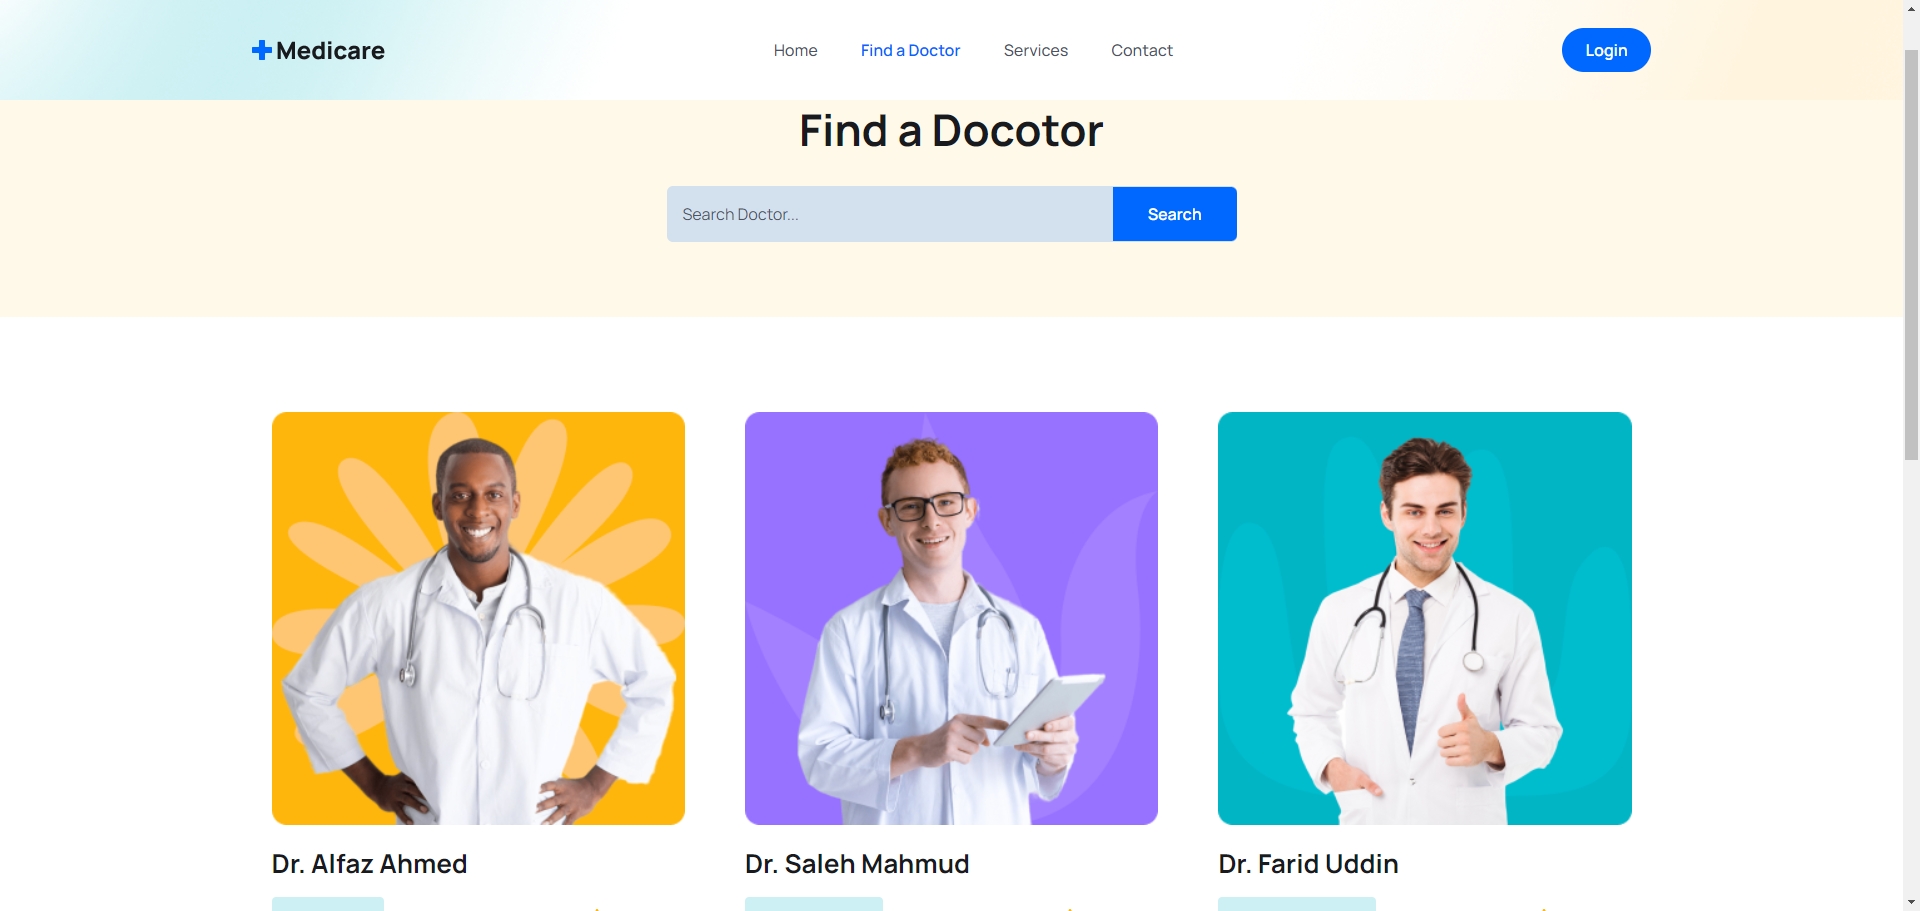 Medicare
Home
Find a Doctor
Services
Contact
Login
Find a Docotor
Search Doctor...
Search
Dr. Alfaz Ahmed
Dr. Saleh Mahmud
Dr. Farid Uddin